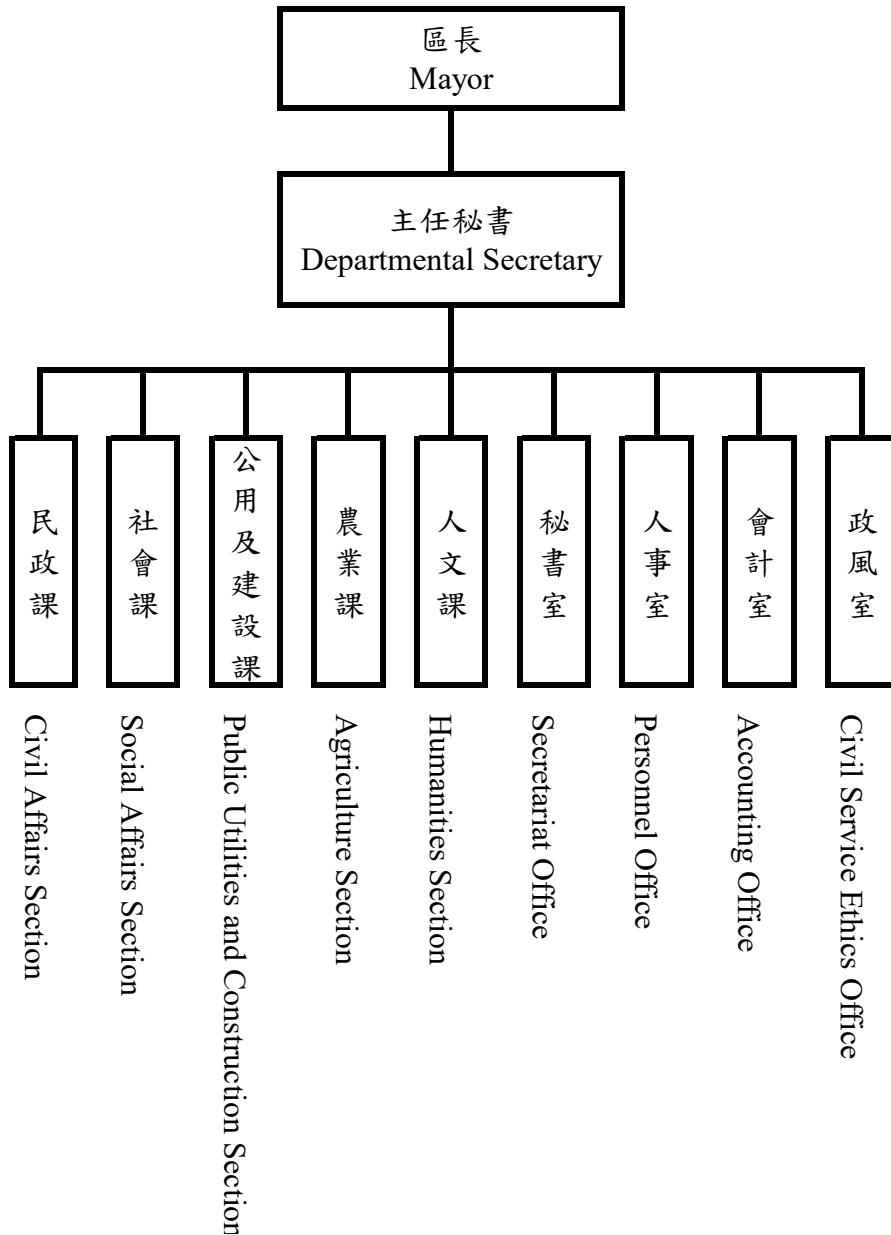 區長
Mayor
主任秘書
Departmental Secretary
民政課
社會課
公用及建設課
農業課
人文課
秘書室
人事室
會計室
政風室
Civil Affairs Section
Social Affairs Section
Public Utilities and Construction Section
Agriculture Section
Humanities Section
Secretariat Office
Personnel Office
Accounting Office
Civil Service Ethics Office